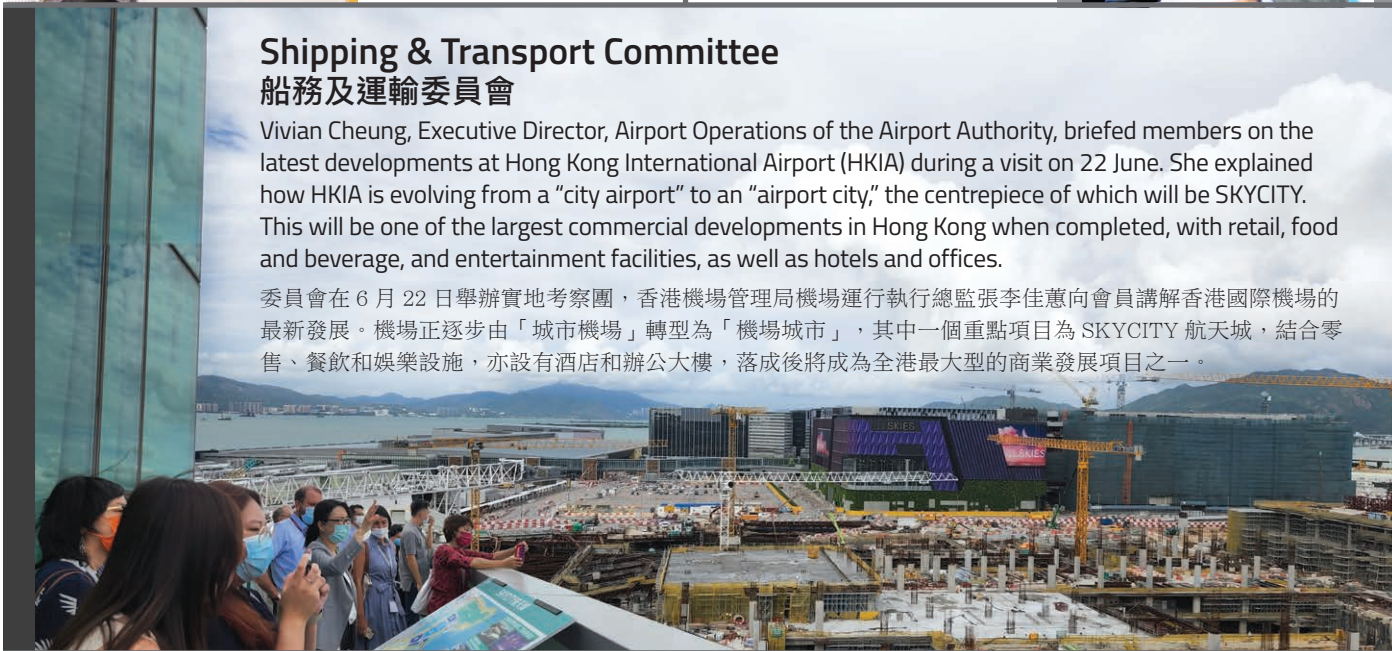 Shipping & Transport Committee
船務及運輸委員會
Vivian Cheung, Executive Director, Airport Operations of the Airport Authority, briefed members on the
latest developments at Hong Kong International Airport (HKIA) during a visit on 22 June. She explained
how HKIA is evolving from a “city airport” to an “airport city,” the centrepiece of which will be SKYCITY.
This will be one of the largest commercial developments in Hong Kong when completed, with retail, food
and beverage, and entertainment facilities, as well as hotels and offices.
委員會在 6 月 22 日舉辦實地考察團，香港機場管理局機場運行執行總監張李佳蕙向會員講解香港國際機場的
最新發展。機場正逐步由「城市機場」轉型為「機場城市」，其中一個重點項目為 SKYCITY 航天城，結合零
售、餐飲和娛樂設施，亦設有酒店和辦公大樓，落成後將成為全港最大型的商業發展項目之一。
SKIES